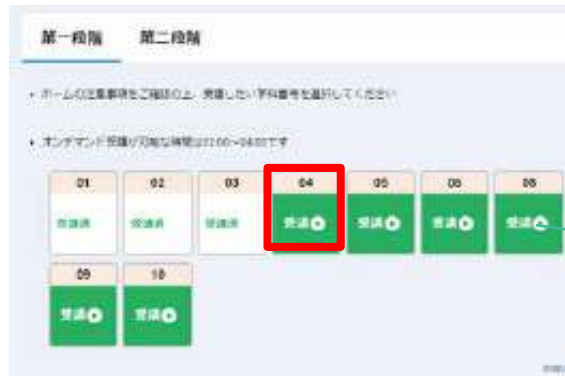 第一段階 第二段階
・ホームの注意事項をご確認の上、受講したい学科番号を選択してください
・オンデマンド受講が可能な時間は
01 02 03 04 05 06 08
受講済 受講済 受講済 受講 受講 受講 受講
09 10
受講 受講